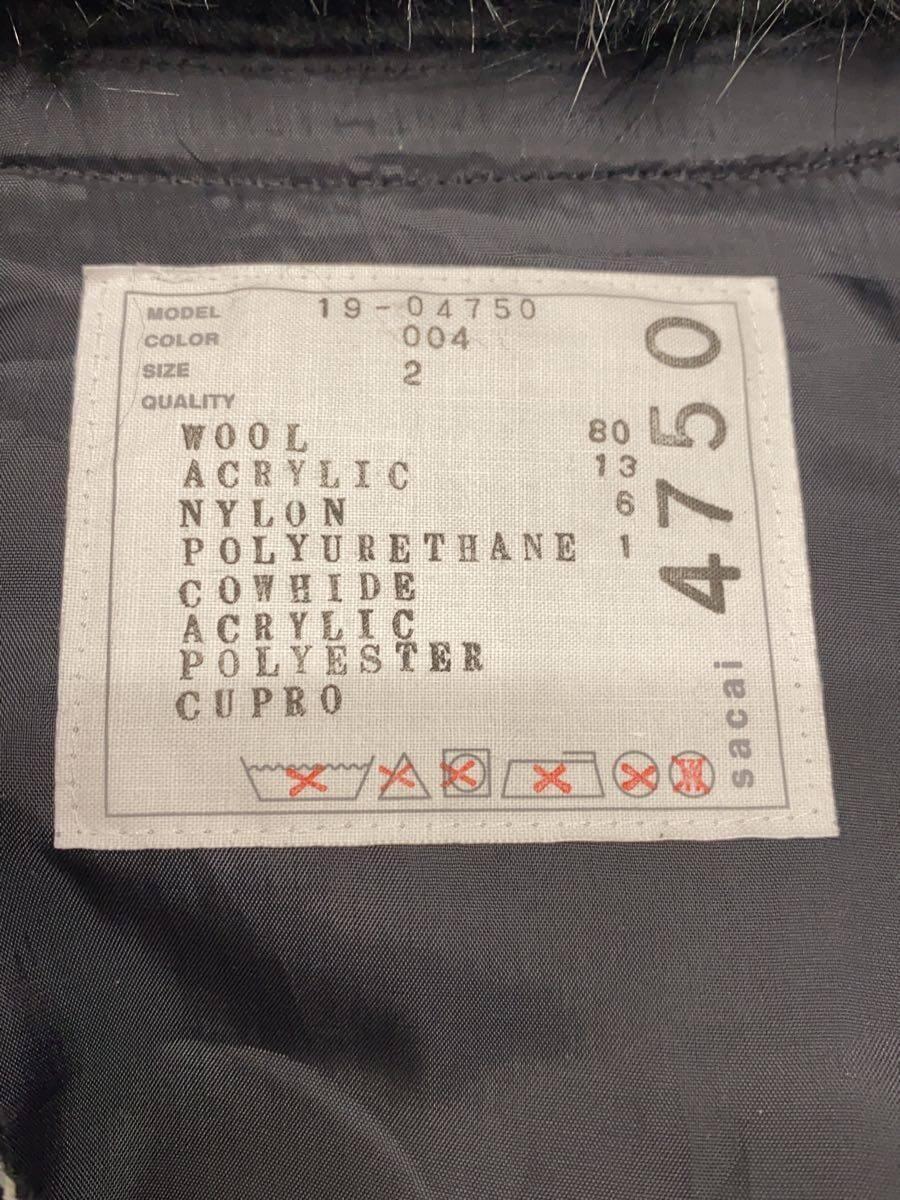 MODEL 19-04750
COLOR 004
SIZE 2
QUALITY
WOOL 80
ACRYLIC 13
NYLON 6
POLYURETHANE 1
COWHIDE
ACRYLIC
POLYESTER
CUPRO
sacai 4750